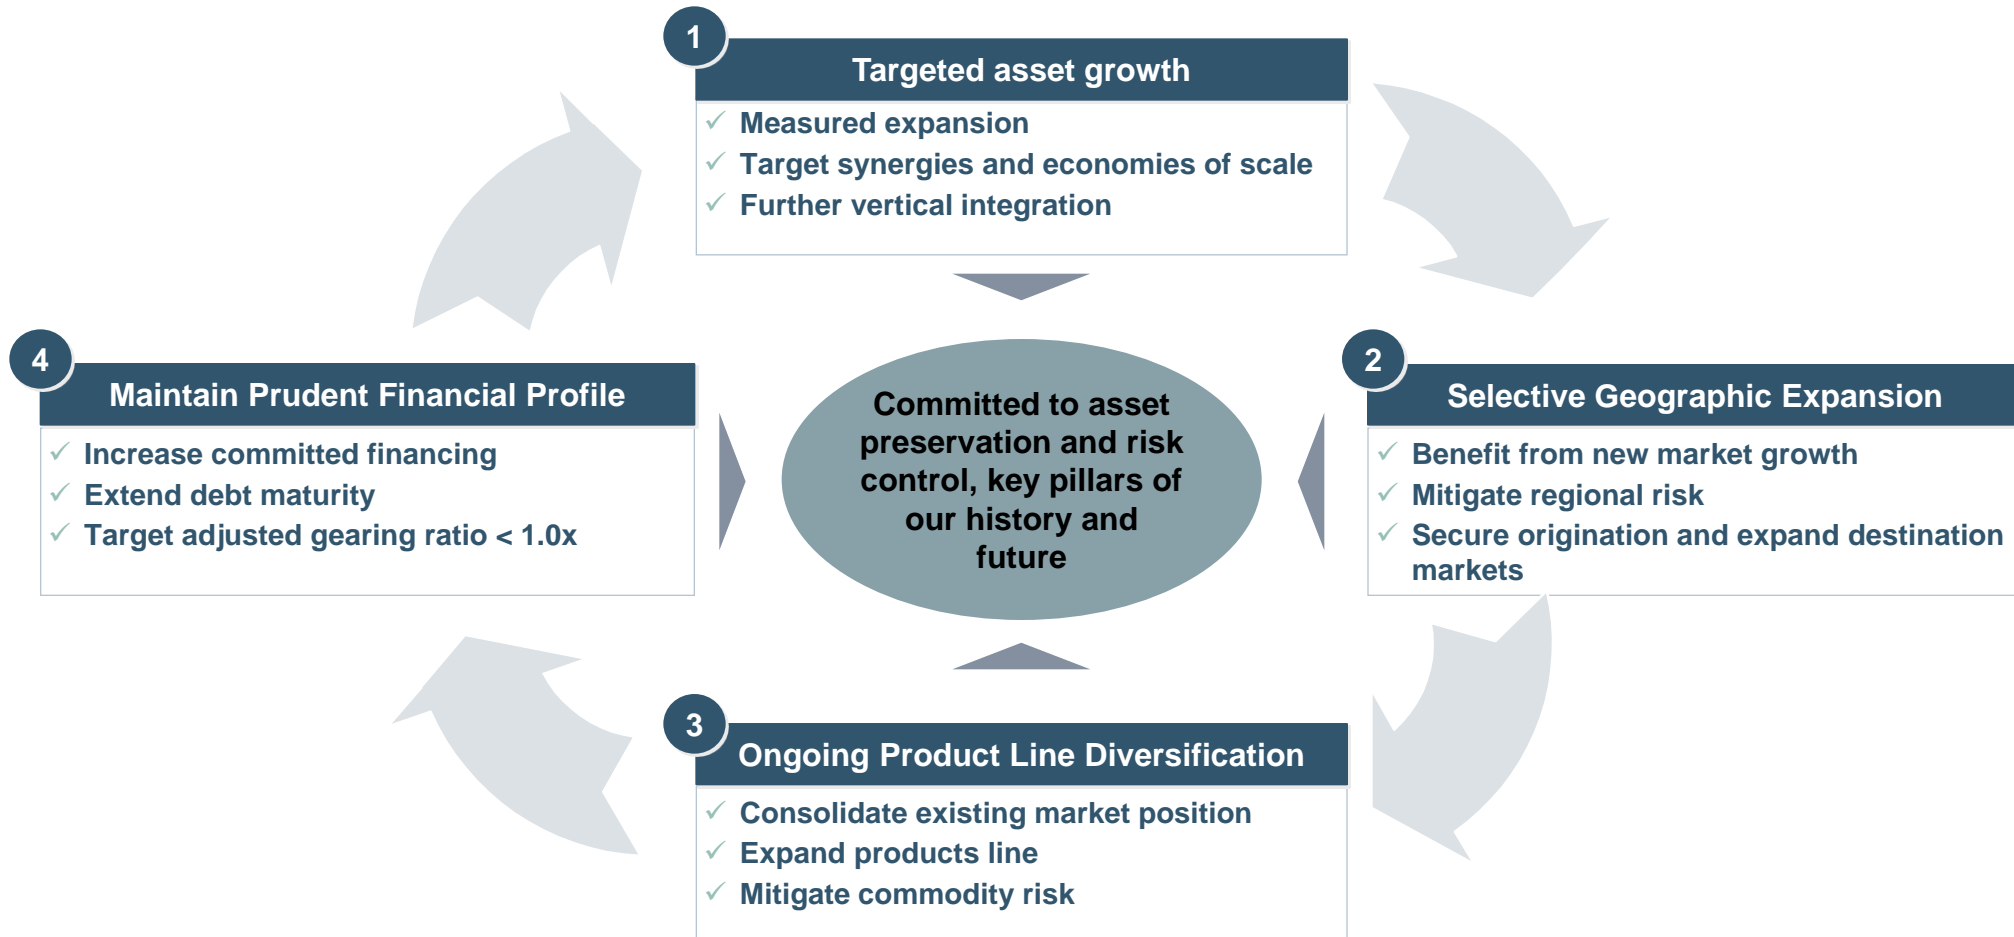 1
Targeted asset growth
✓ Measured expansion
✓ Target synergies and economies of scale
✓ Further vertical integration
2
Selective Geographic Expansion
✓ Benefit from new market growth
✓ Mitigate regional risk
✓ Secure origination and expand destination
markets
3
Ongoing Product Line Diversification
✓ Consolidate existing market position
✓ Expand products line
✓ Mitigate commodity risk
4
Maintain Prudent Financial Profile
✓ Increase committed financing
✓ Extend debt maturity
✓ Target adjusted gearing ratio < 1.0x
Committed to asset
preservation and risk
control, key pillars of
our history and
future